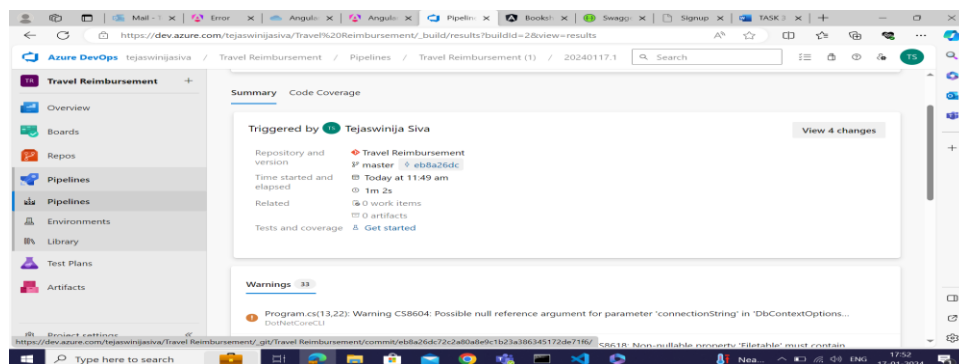 Mail - T
Error
Angula
Angula
Pipelin
Booksh
Swagg
Signup
TASK 3
https://dev.azure.com/tejaswinijasiva/Travel%20Reimbursement/_build/results?buildId=2&view=results
Azure DevOps tejaswinijasiva / Travel Reimbursement / Pipelines / Travel Reimbursement (1) / 20240117.1 Search TS
TR Travel Reimbursement +
Overview
Boards
Repos
Pipelines
Pipelines
Environments
Library
Test Plans
Artifacts
Project settings
Summary Code Coverage
Triggered by TS Tejaswinija Siva View 4 changes
Repository and version
Travel Reimbursement
master eb8a26dc
Time started and elapsed
Today at 11:49 am
1m 2s
Related
0 work items
0 artifacts
Tests and coverage Get started
Warnings 33
Program.cs(13,22): Warning CS8604: Possible null reference argument for parameter 'connectionString' in 'DbContextOptions...
DotNetCoreCLI
CS8618: Non-nullable property 'Filetable' must contain
https://dev.azure.com/tejaswinijasiva/Travel Reimbursement/_git/Travel Reimbursement/commit/eb8a26dc72c2a80a8e9c1b23a386345172de71f6/
Type here to search
Nea...
ENG
17:52
17-01-2024